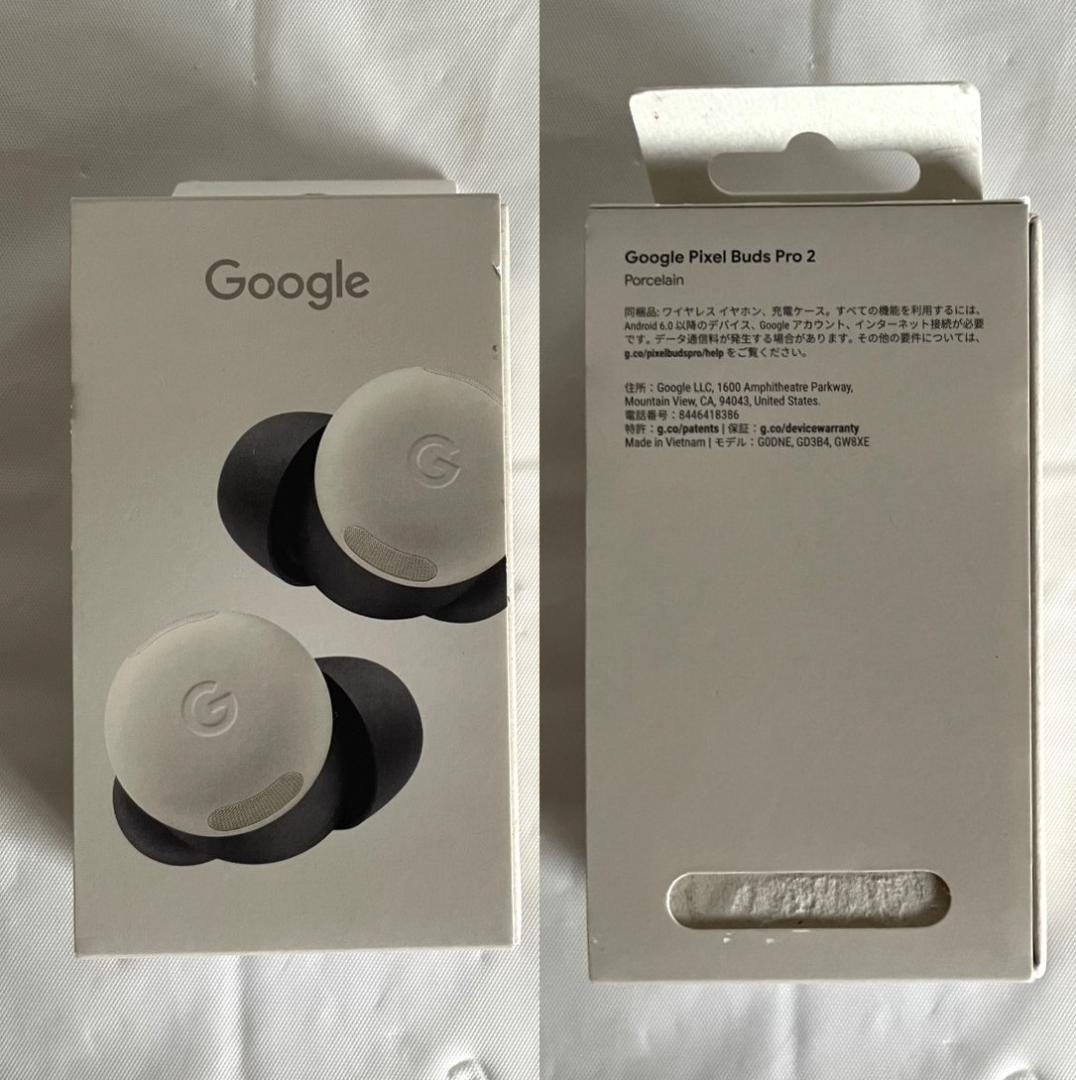 Google
G
G
Google Pixel Buds Pro 2
Porcelain
同梱品: ワイヤレス イヤホン、充電ケース。すべての機能を利用するには、
Android 6.0 以降のデバイス、Google アカウント、インターネット接続が必要
です。データ通信料が発生する場合があります。その他の要件については、
g.co/pixelbudspro/help をご覧ください。
住所：Google LLC, 1600 Amphitheatre Parkway,
Mountain View, CA, 94043, United States.
電話番号：8446418386
特許：g.co/patents | 保証：g.co/devicewarranty
Made in Vietnam | モデル：G0DNE, GD3B4, GW8XE